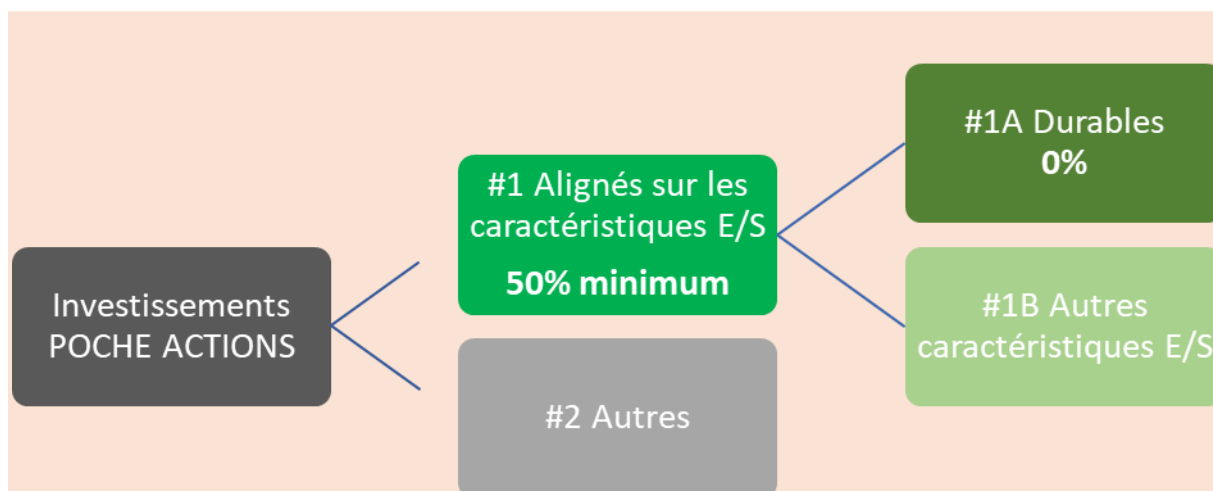 Investissements
POCHE ACTIONS
#1 Alignés sur les
caractéristiques E/S
50% minimum
#2 Autres
#1A Durables
0%
#1B Autres
caractéristiques E/S